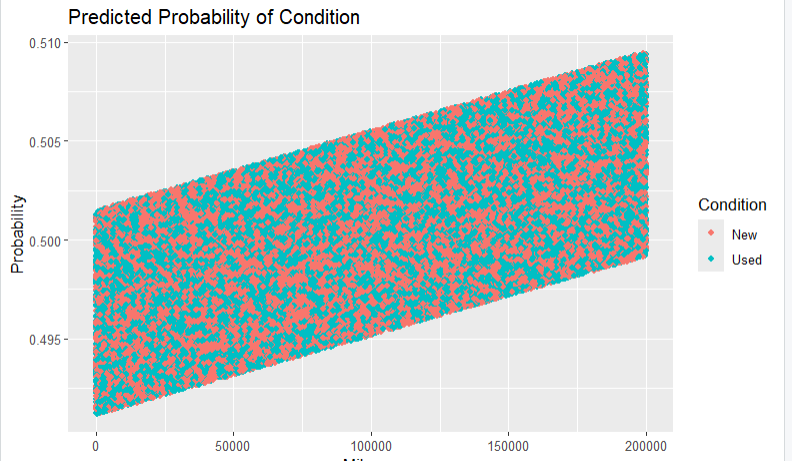 Predicted Probability of Condition
0.510
0.505
0.500
0.495
Probability
0
50000
100000
150000
200000
Condition
New
Used